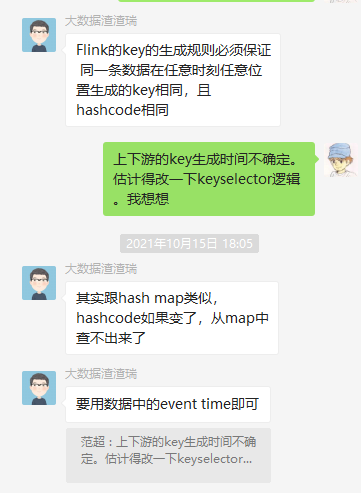 大数据渣渣瑞
Flink的key的生成规则必须保证
同一条数据在任意时刻任意位
置生成的key相同，且
hashcode相同
上下游的key生成时间不确定。
估计得改一下keyselector逻辑
。我想想
2021年10月15日 18:05
大数据渣渣瑞
其实跟hash map类似，
hashcode如果变了，从map中
查不出来了
大数据渣渣瑞
要用数据中的event time即可
范超：上下游的key生成时间不确
定。估计得改一下keyselector...